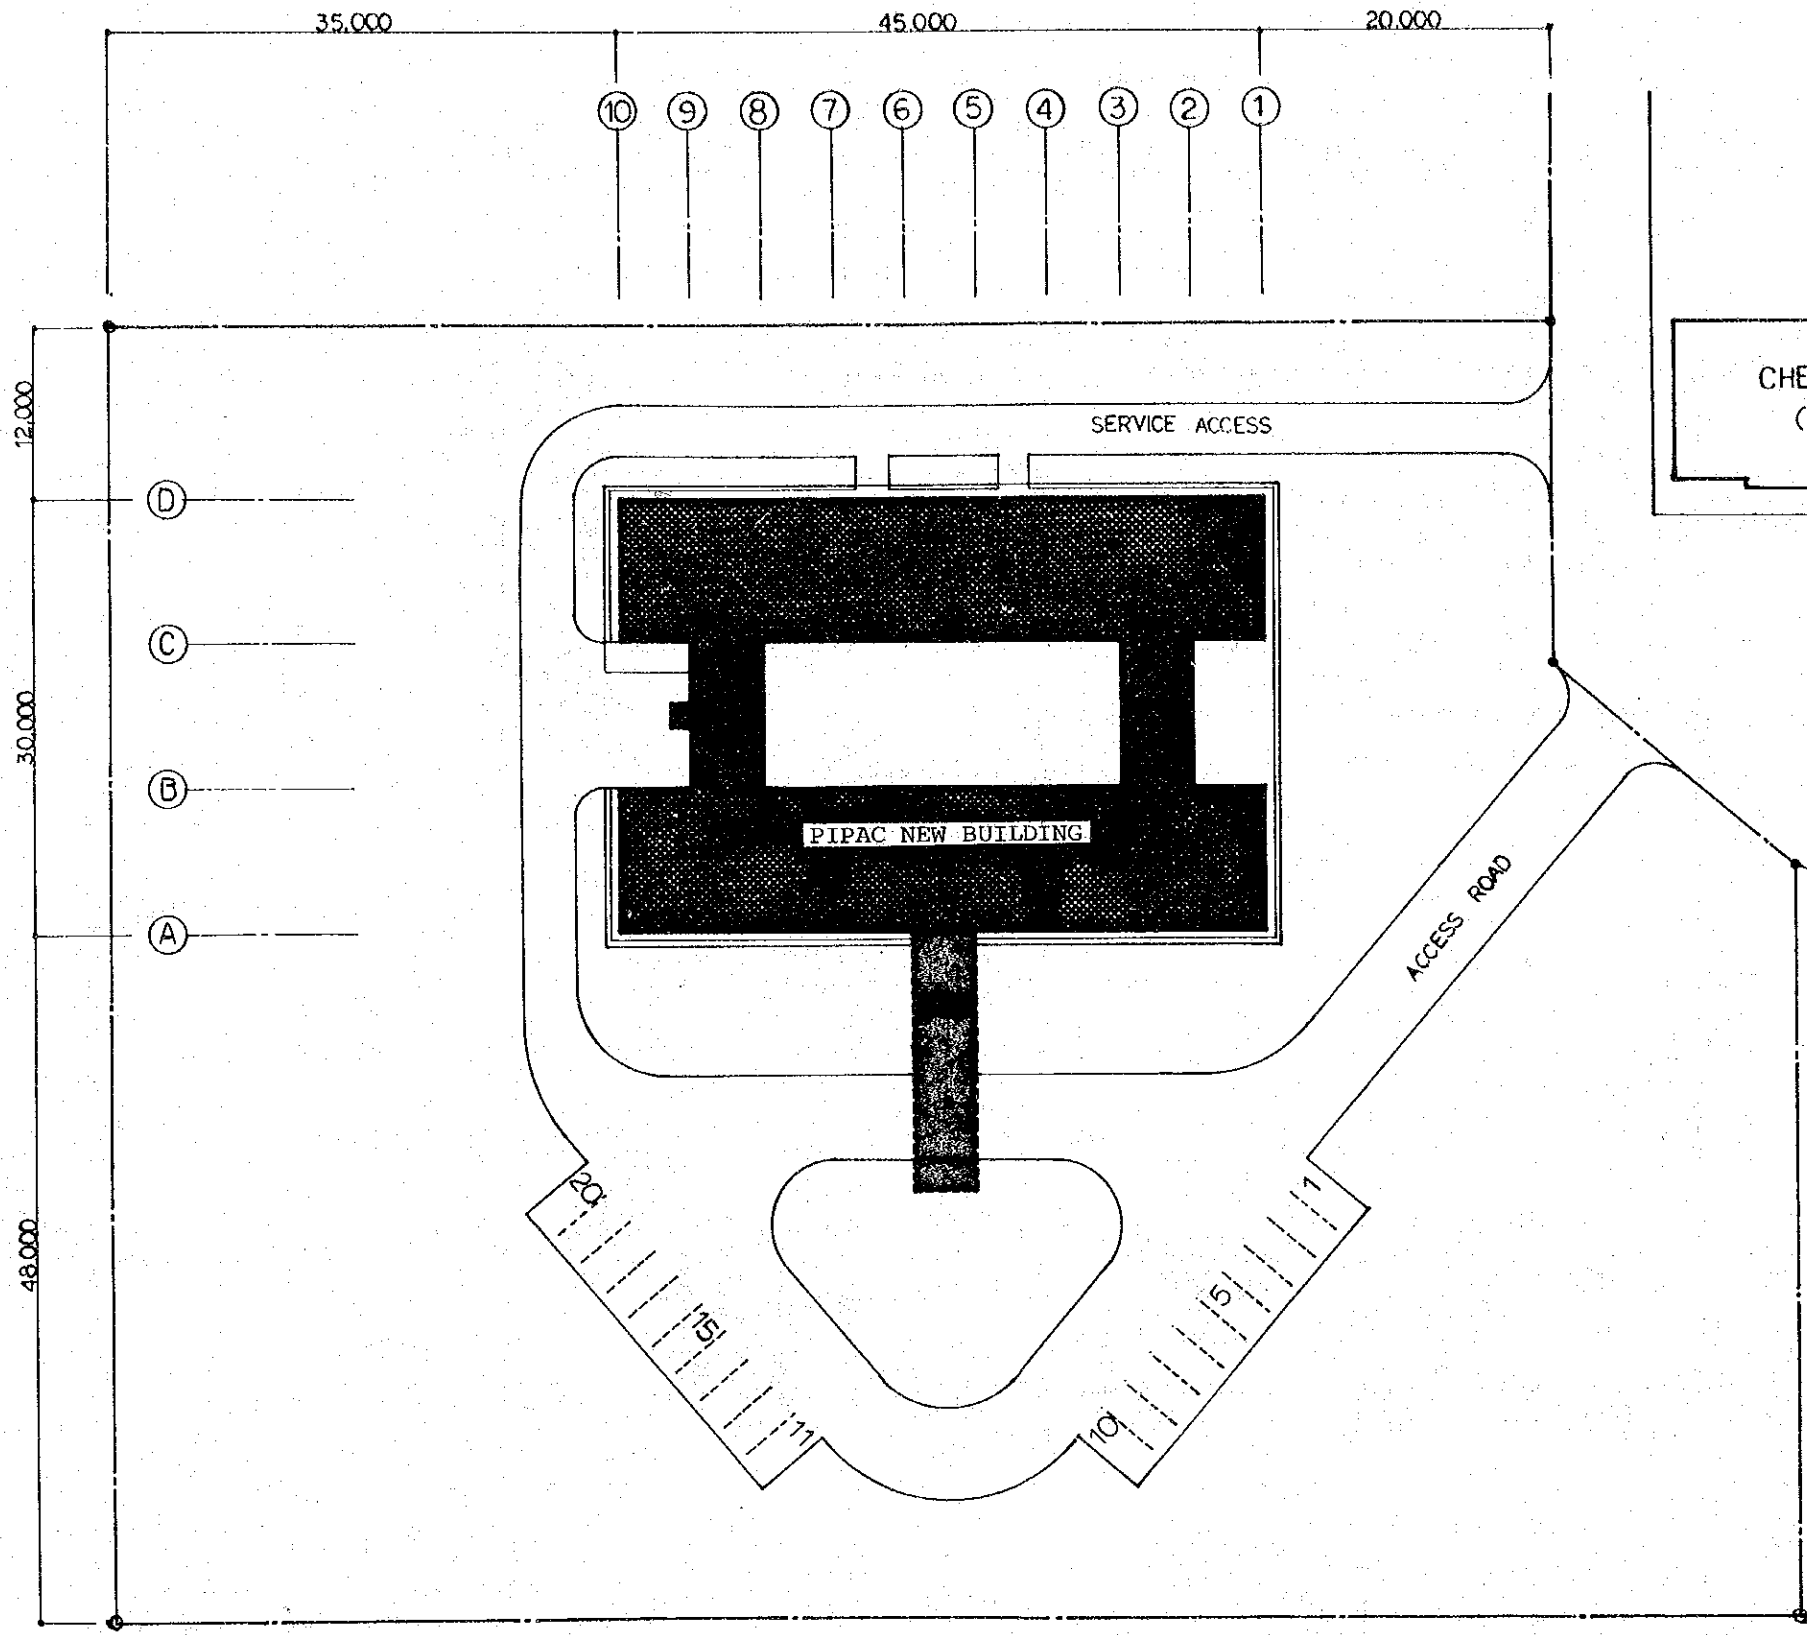 35,000 45,000 20,000
10 9 8 7 6 5 4 3 2 1
12,000
CHE
(
SERVICE ACCESS
D
C
30,000
B
PIPAC NEW BUILDING
ACCESS ROAD
A
20
1
48,000
5
15
10
11